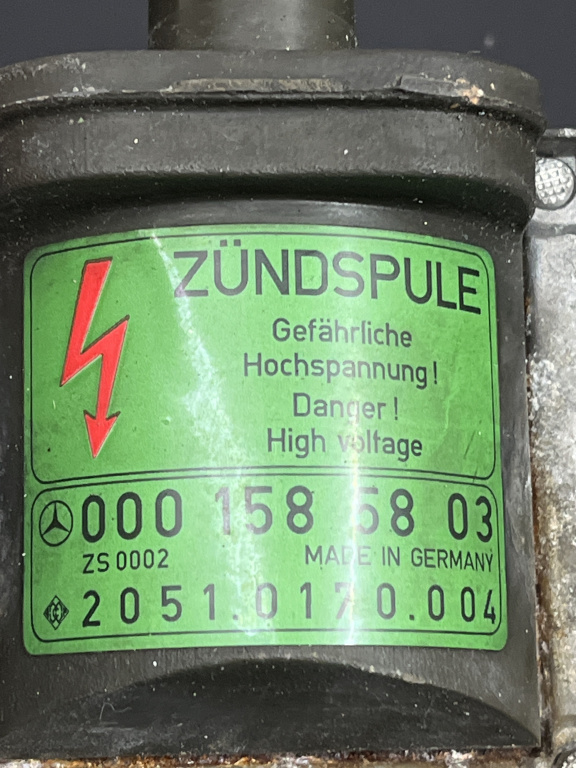 ZÜNDSPULE
Gefährliche
Hochspannung!
Danger!
High voltage
000 158 58 03
ZS 0002 MADE IN GERMANY
2051.0170.004